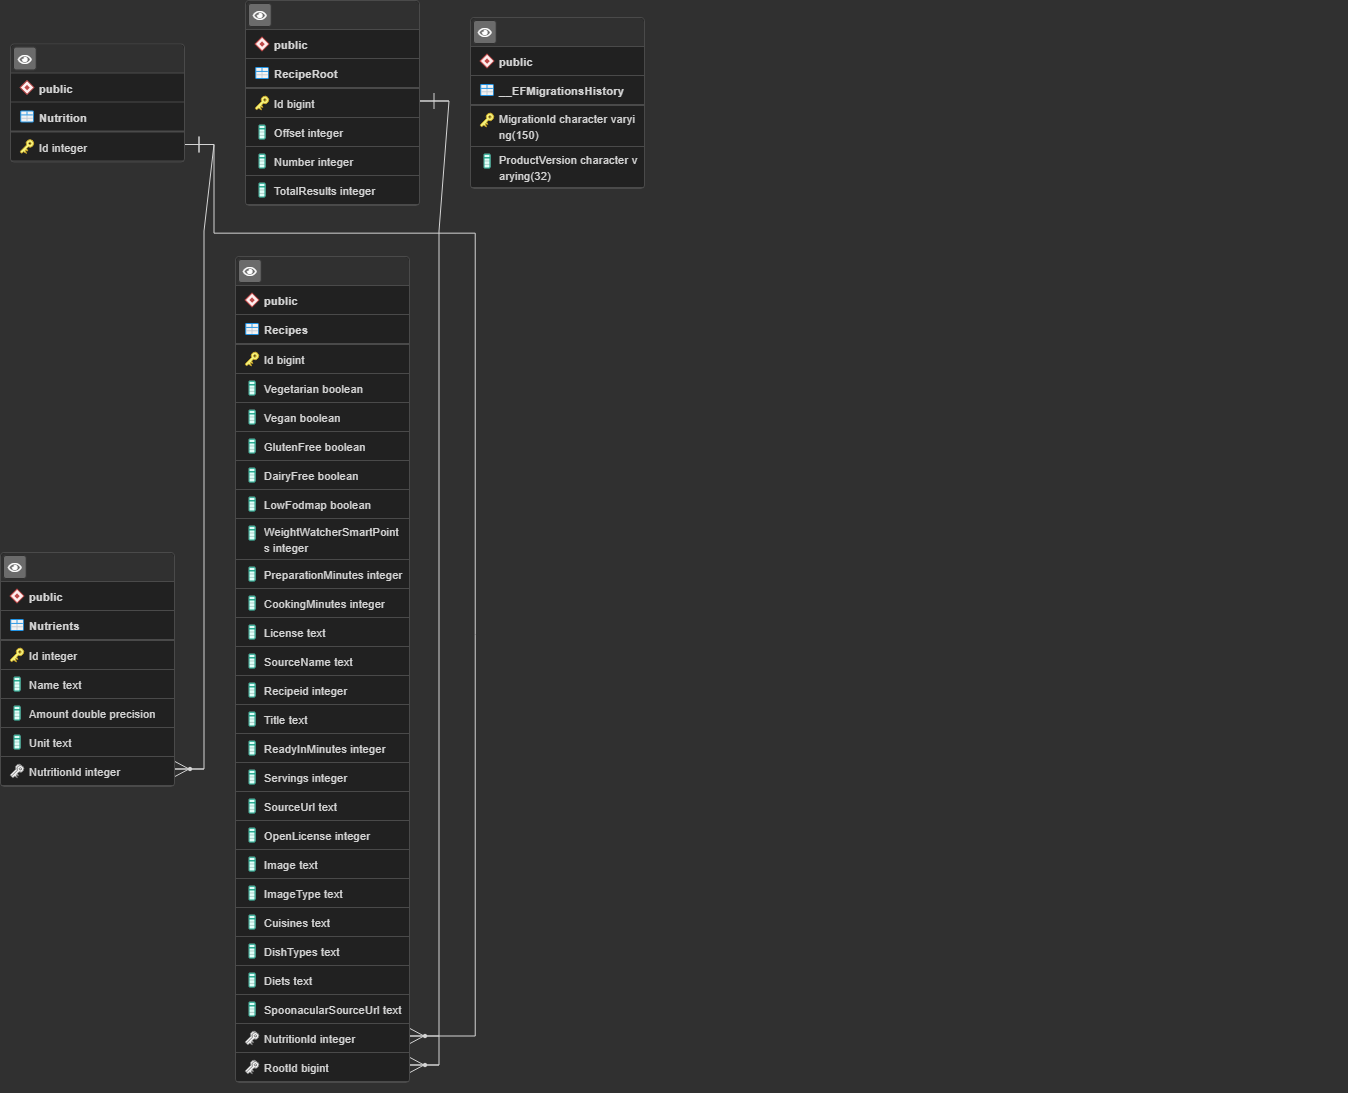 public
Nutrition
Id integer
public
RecipeRoot
Id bigint
Offset integer
Number integer
TotalResults integer
public
__EFMigrationsHistory
MigrationId character varyi
ng(150)
ProductVersion character v
arying(32)
public
Recipes
Id bigint
Vegetarian boolean
Vegan boolean
GlutenFree boolean
DairyFree boolean
LowFodmap boolean
WeightWatcherSmartPoint
s integer
PreparationMinutes integer
CookingMinutes integer
License text
SourceName text
Recipeid integer
Title text
ReadyInMinutes integer
Servings integer
SourceUrl text
OpenLicense integer
Image text
ImageType text
Cuisines text
DishTypes text
Diets text
SpoonacularSourceUrl text
NutritionId integer
RootId bigint
public
Nutrients
Id integer
Name text
Amount double precision
Unit text
NutritionId integer